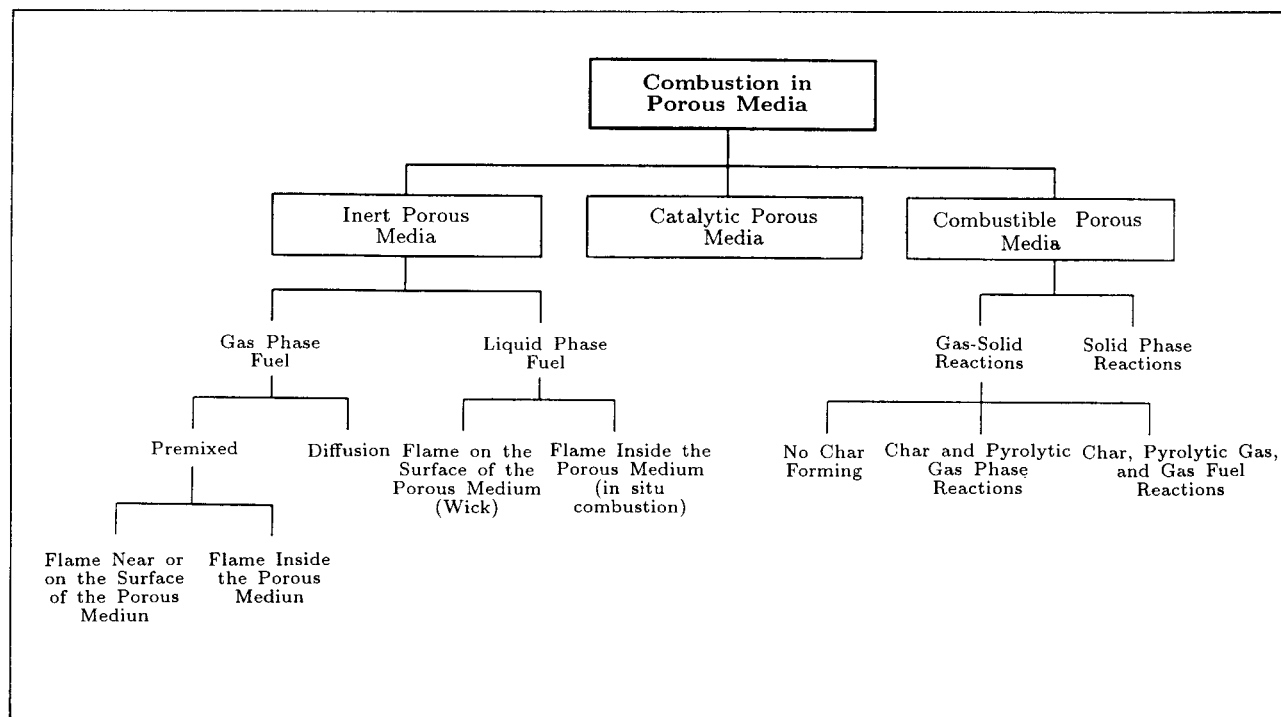 Combustion in
Porous Media
Inert Porous
Media
Catalytic Porous
Media
Combustible Porous
Media
Gas Phase
Fuel
Liquid Phase
Fuel
Gas-Solid
Reactions
Solid Phase
Reactions
Premixed
Diffusion
Flame on the
Surface of the
Porous Medium
(Wick)
Flame Inside the
Porous Medium
(in situ
combustion)
No Char
Forming
Char and Pyrolytic
Gas Phase
Reactions
Char, Pyrolytic Gas,
and Gas Fuel
Reactions
Flame Near or
on the Surface
of the Porous
Mediun
Flame Inside
the Porous
Mediun